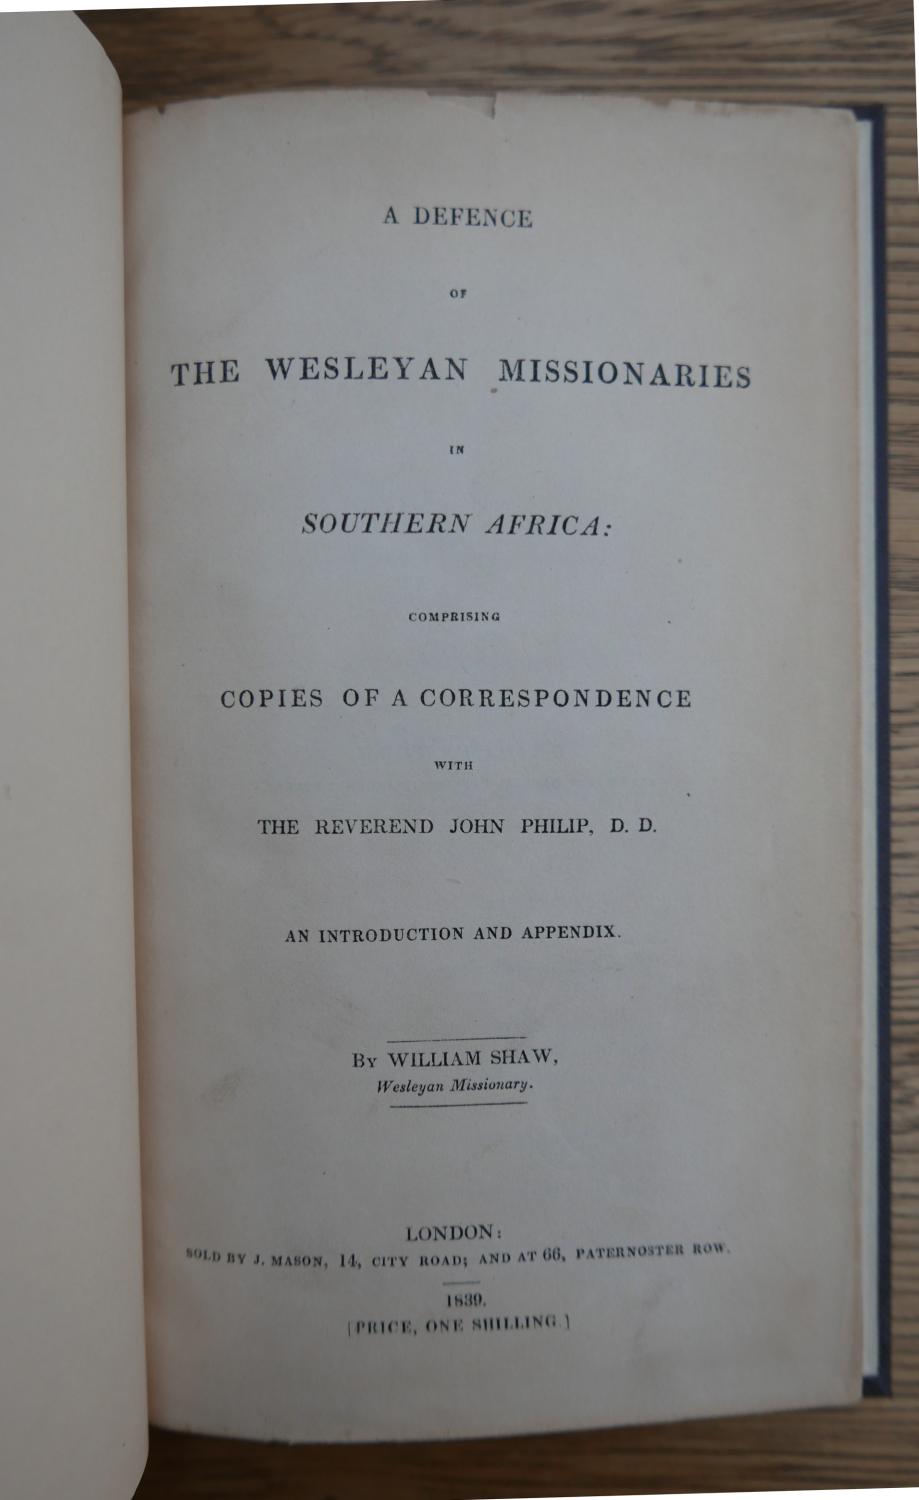 A DEFENCE
OF
THE WESLEYAN MISSIONARIES
IN
SOUTHERN AFRICA:
COMPRISING
COPIES OF A CORRESPONDENCE
WITH
THE REVEREND JOHN PHILIP, D. D.
AN INTRODUCTION AND APPENDIX.
By WILLIAM SHAW,
Wesleyan Missionary.
LONDON:
SOLD BY J. MASON, 14, CITY ROAD; AND AT 66, PATERNOSTER ROW.
1839.
[PRICE, ONE SHILLING.]